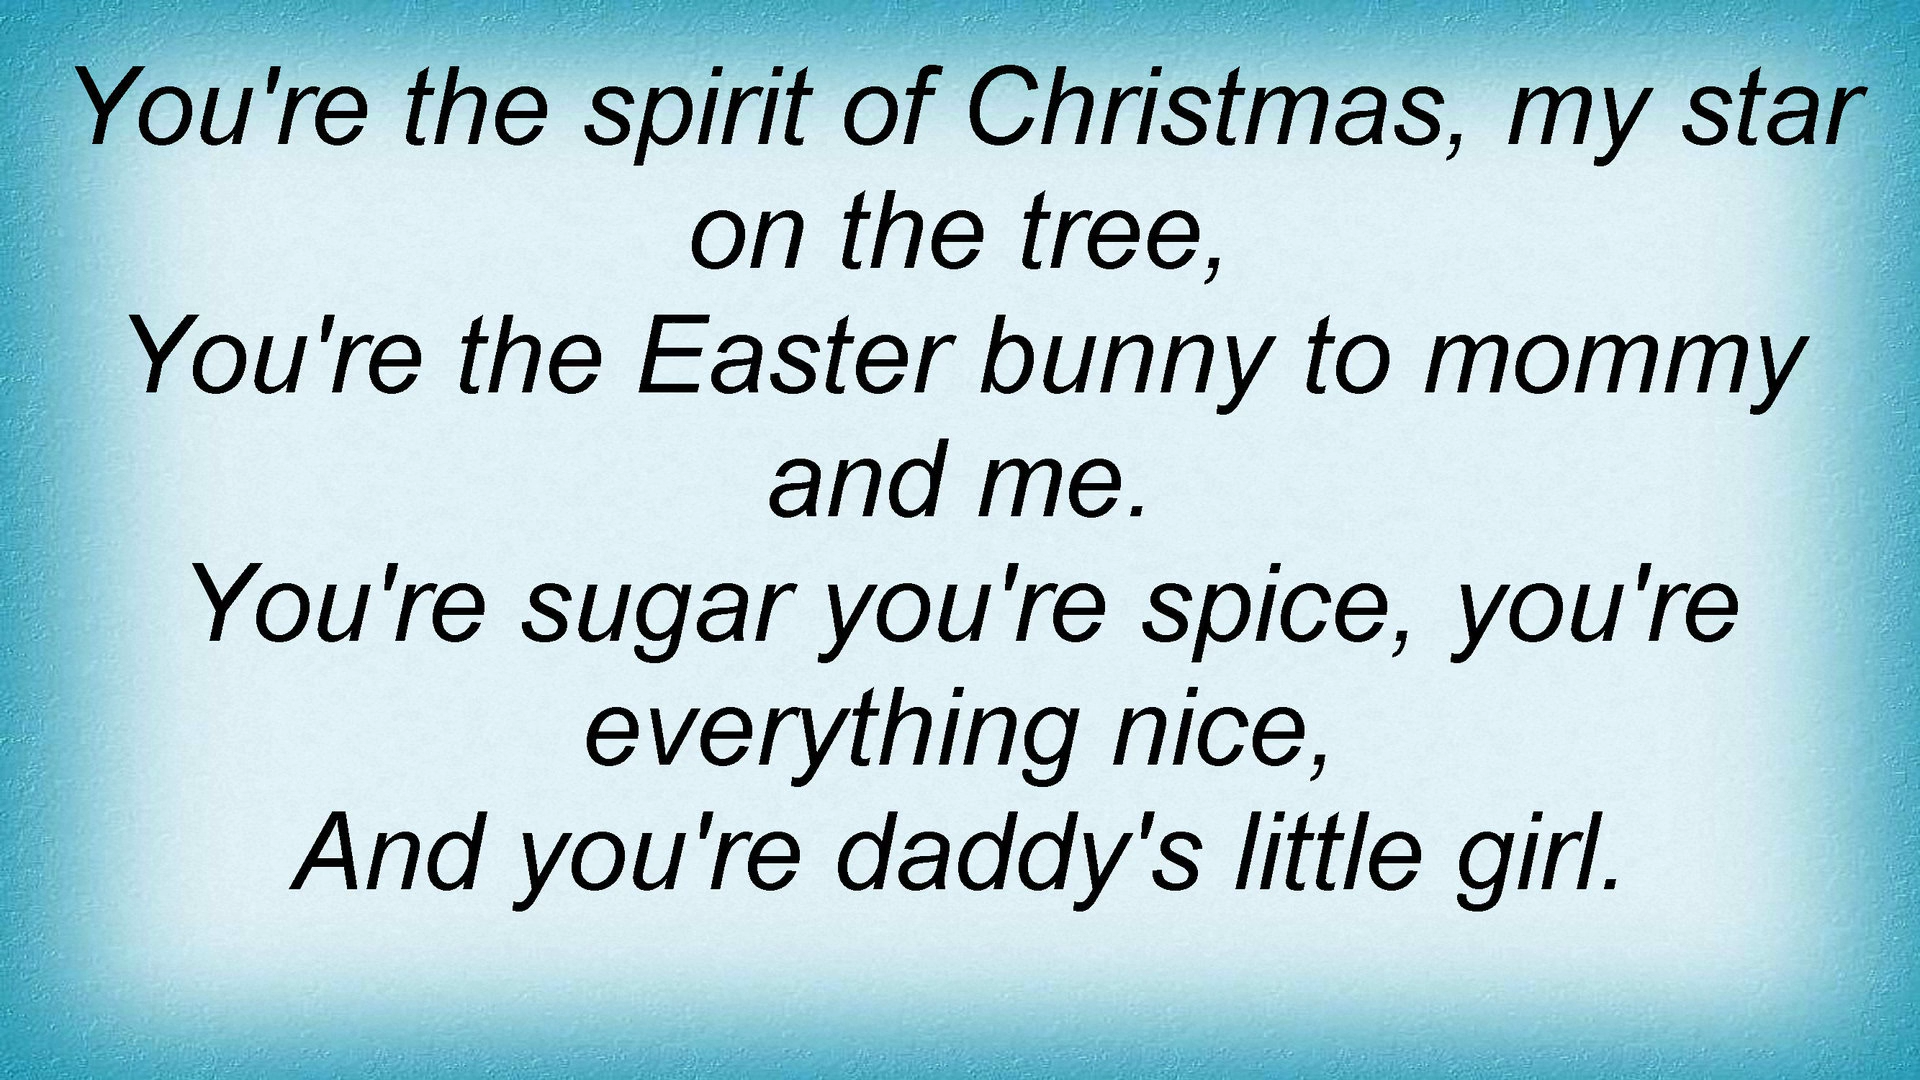 You're the spirit of Christmas, my star
on the tree,
You're the Easter bunny to mommy
and me.
You're sugar you're spice, you're
everything nice,
And you're daddy's little girl.